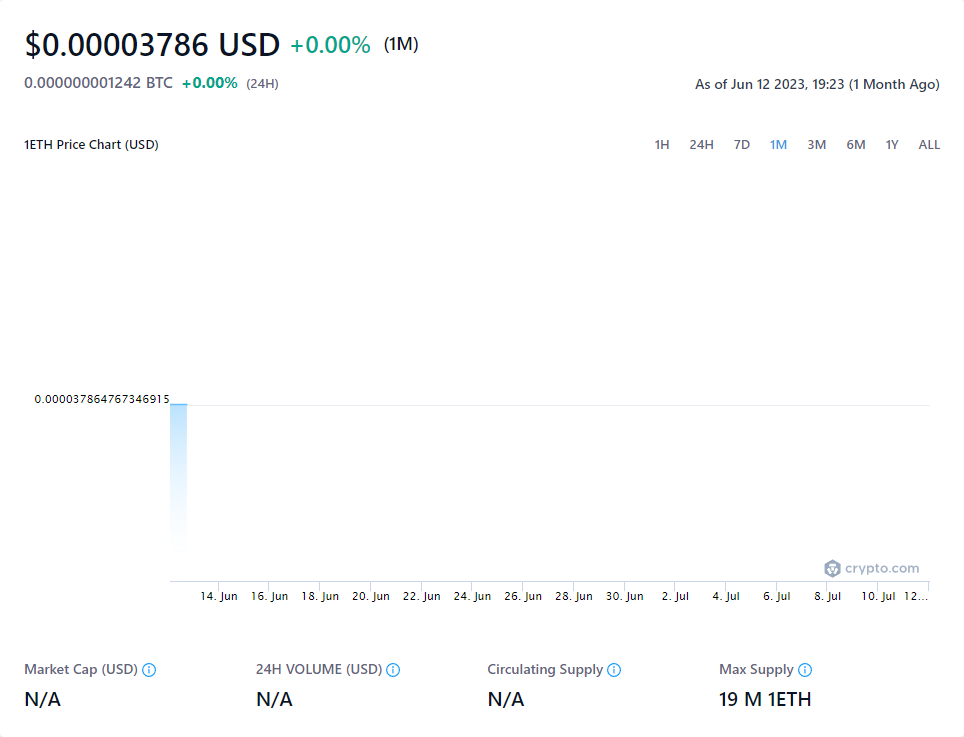 $0.00003786 USD +0.00% (1M)
0.000000001242 BTC +0.00% (24H)
As of Jun 12 2023, 19:23 (1 Month Ago)
1ETH Price Chart (USD)
1H 24H 7D 1M 3M 6M 1Y ALL
0.000037864767346915
crypto.com
14. Jun 16. Jun 18. Jun 20. Jun 22. Jun 24. Jun 26. Jun 28. Jun 30. Jun 2. Jul 4. Jul 6. Jul 8. Jul 10. Jul 12...
Market Cap (USD) 24H VOLUME (USD) Circulating Supply Max Supply
N/A N/A N/A 19 M 1ETH